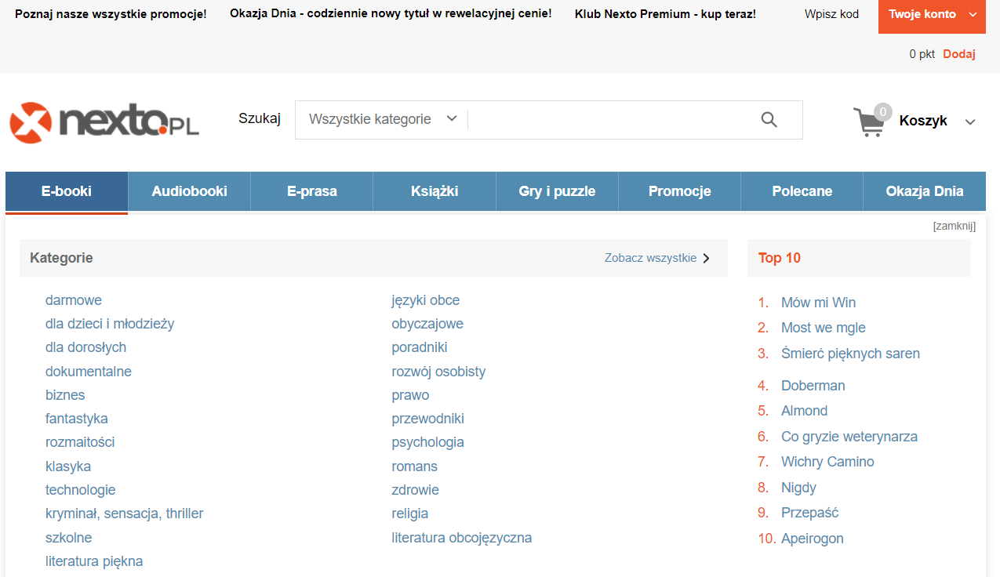 Poznaj nasze wszystkie promocje! Okazja Dnia - codziennie nowy tytuł w rewelacyjnej cenie! Klub Nexto Premium - kup teraz! Wpisz kod Twoje konto
0 pkt Dodaj
nexto.PL Szukaj Wszystkie kategorie 0 Koszyk
E-booki Audiobooki E-prasa Książki Gry i puzzle Promocje Polecane Okazja Dnia
[zamknij]
Kategorie Zobacz wszystkie
darmowe
dla dzieci i młodzieży
dla dorosłych
dokumentalne
biznes
fantastyka
rozmaitości
klasyka
technologie
kryminał, sensacja, thriller
szkolne
literatura piękna
języki obce
obyczajowe
poradniki
rozwój osobisty
prawo
przewodniki
psychologia
romans
zdrowie
religia
literatura obcojęzyczna
Top 10
1. Mów mi Win
2. Most we mgle
3. Śmierć pięknych saren
4. Doberman
5. Almond
6. Co gryzie weterynarza
7. Wichry Camino
8. Nigdy
9. Przepaść
10. Apeirogon